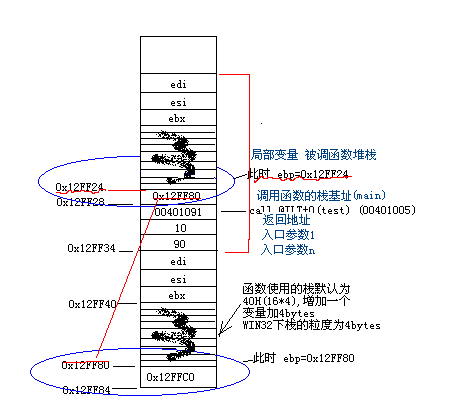 edi
esi
ebx
局部变量 被调函数堆栈
此时 ebp=0x12FF24
0x12FF24
0x12FF80
调用函数的栈基址(main)
0x12FF28
00401091
call @ILT+0(test) (00401005)
返回地址
10
入口参数1
0x12FF34
90
入口参数n
edi
esi
函数使用的栈默认为
0x12FF40
ebx
40H(16*4),增加一个
变量加4bytes
WIN32下栈的粒度为4bytes
此时 ebp=0x12FF80
0x12FF80
0x12FFC0
0x12FF84